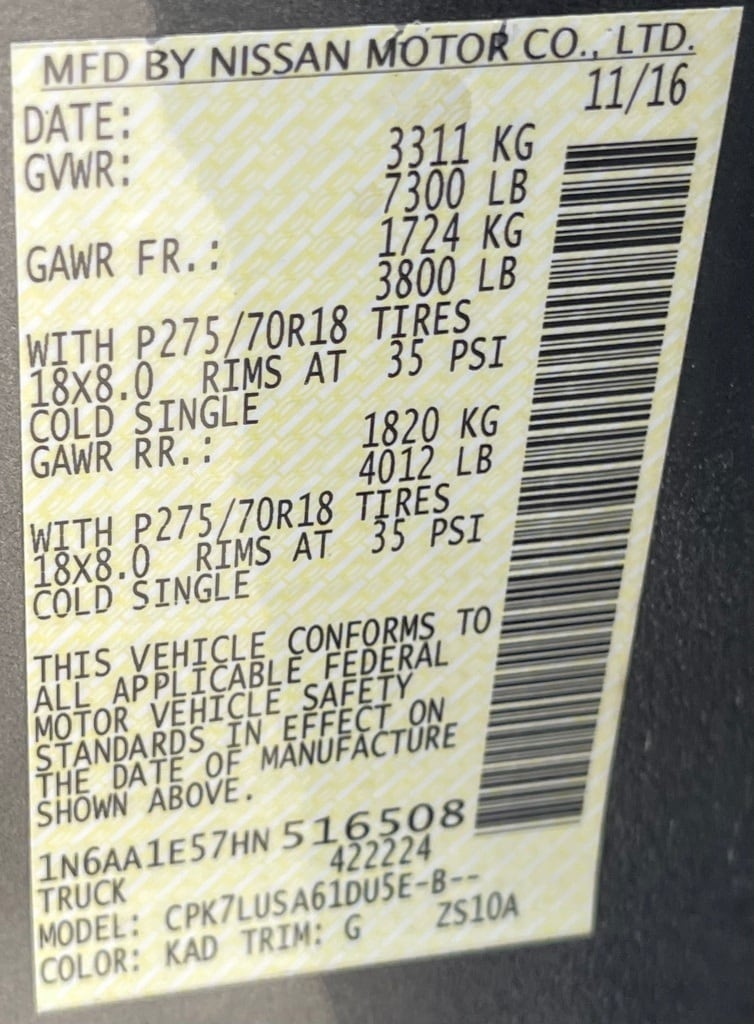 MFD BY NISSAN MOTOR CO., LTD.
DATE: 11/16
GVWR: 3311 KG
7300 LB
GAWR FR.: 1724 KG
3800 LB
WITH P275/70R18 TIRES
18X8.0 RIMS AT 35 PSI
COLD SINGLE
GAWR RR.: 1820 KG
4012 LB
WITH P275/70R18 TIRES
18X8.0 RIMS AT 35 PSI
COLD SINGLE
THIS VEHICLE CONFORMS TO
ALL APPLICABLE FEDERAL
MOTOR VEHICLE SAFETY
STANDARDS IN EFFECT ON
THE DATE OF MANUFACTURE
SHOWN ABOVE.
1N6AA1E57HN 516508
TRUCK 422224
MODEL: CPK7LUSA61DU5E-B--
COLOR: KAD TRIM: G ZS10A